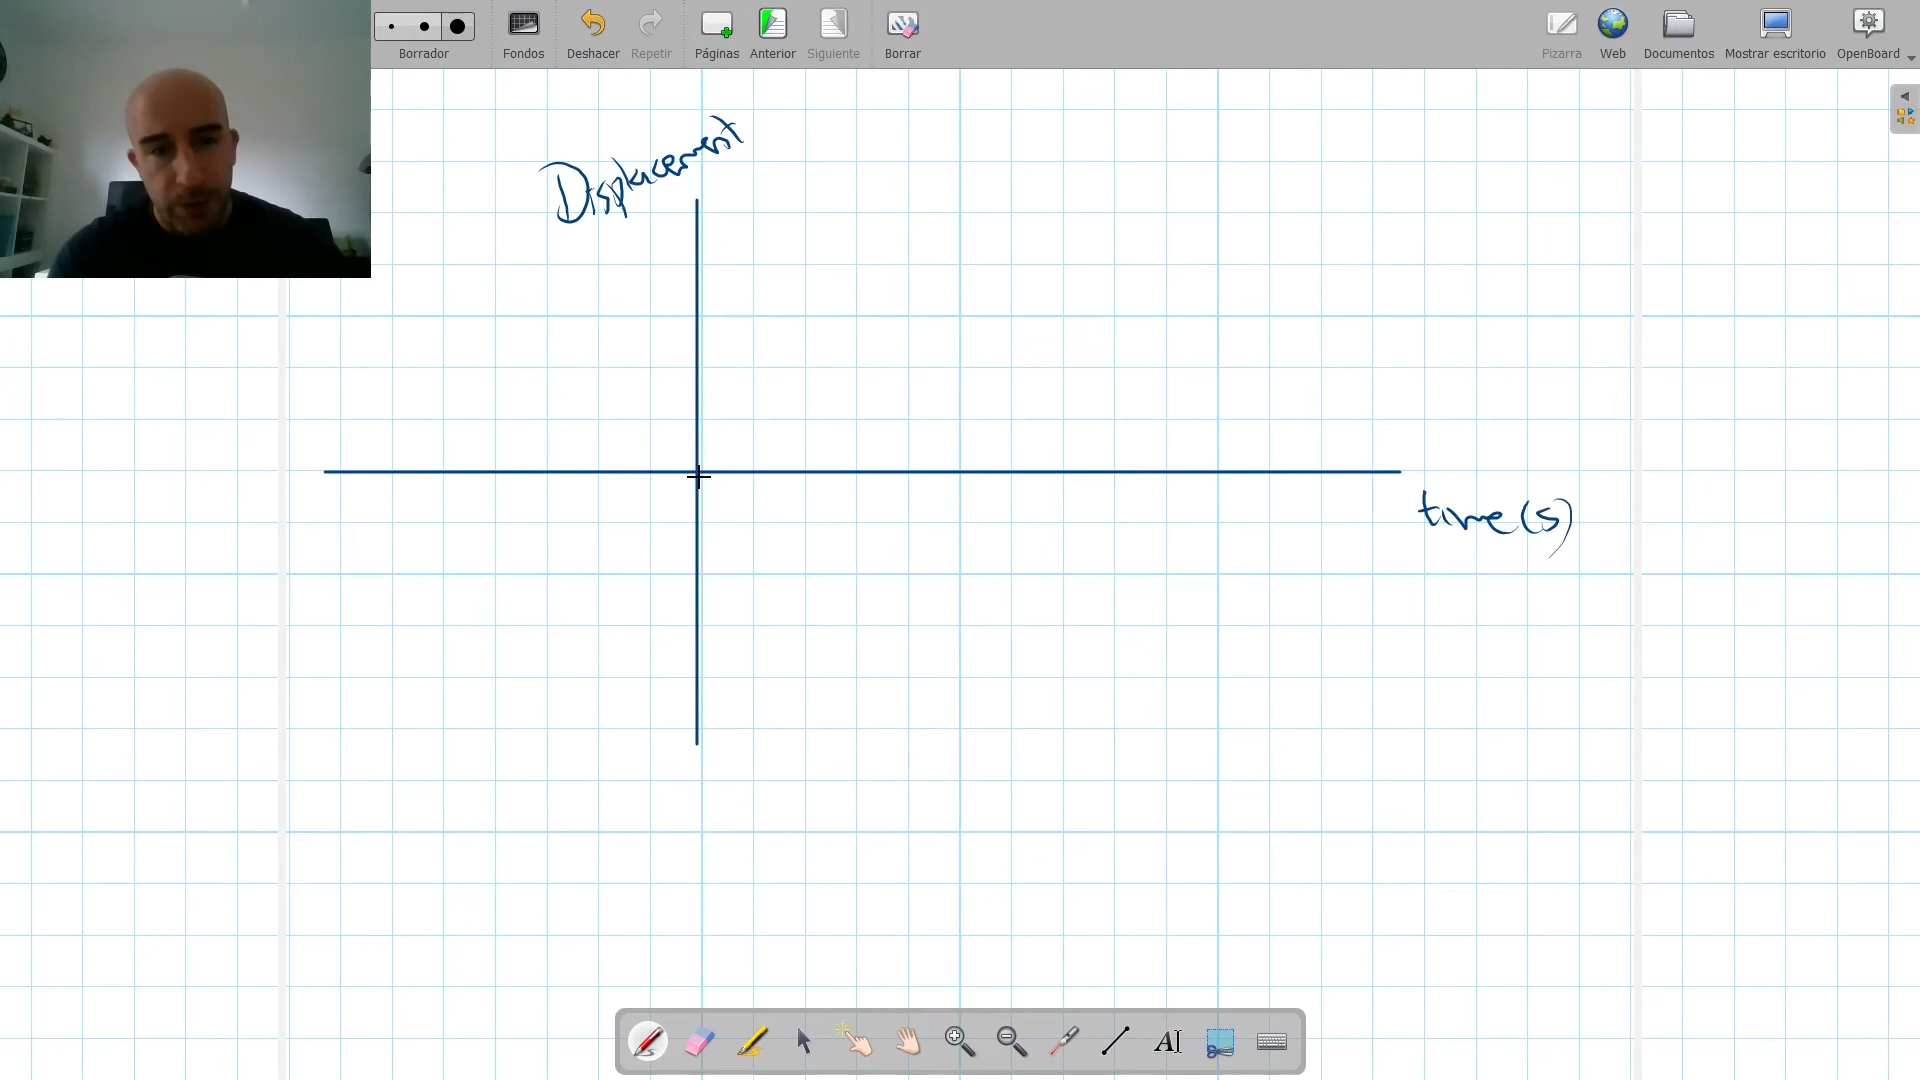 Borrador
Fondos
Deshacer
Repetir
Páginas
Anterior
Siguiente
Borrar
Pizarra
Web
Documentos
Mostrar escritorio
OpenBoard
Displacement
time (s)
A